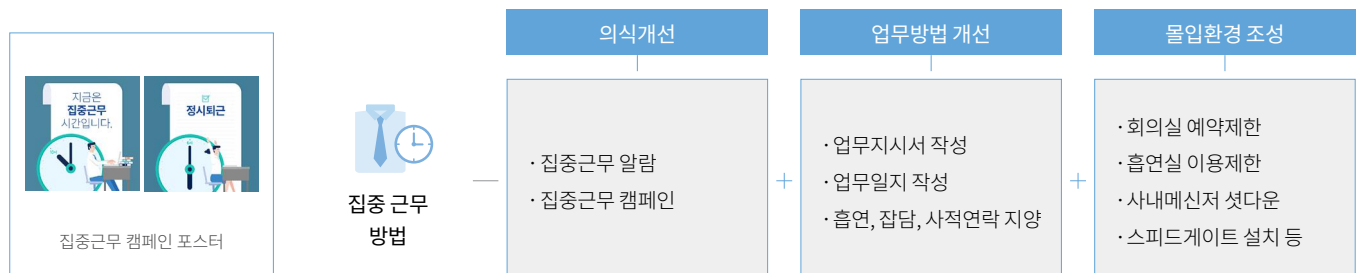 지금은
집중근무
시간입니다.
정시퇴근
집중근무 캠페인 포스터
집중 근무
방법
의식개선
· 집중근무 알람
· 집중근무 캠페인
업무방법 개선
· 업무지시서 작성
· 업무일지 작성
· 흡연, 잡담, 사적연락 지양
몰입환경 조성
· 회의실 예약제한
· 흡연실 이용제한
· 사내메신저 셧다운
· 스피드게이트 설치 등